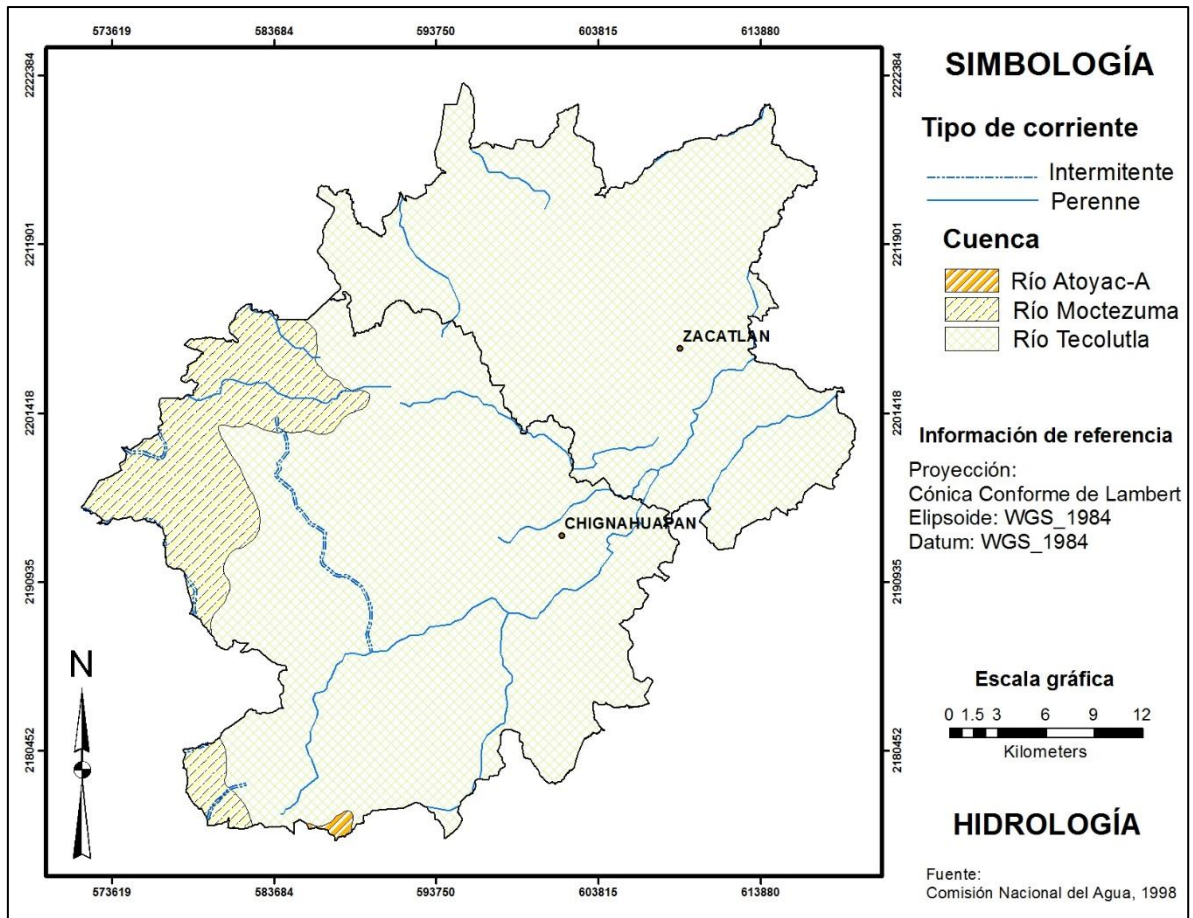 573619 583684 593750 603815 613880
2222384 2222384
2211901 2211901
2201418 2201418
2190935 2190935
2180452 2180452
ZACATLAN
CHIGNAHUAPAN
N
573619 583684 593750 603815 613880
SIMBOLOGÍA
Tipo de corriente
Intermitente
Perenne
Cuenca
Río Atoyac-A
Río Moctezuma
Río Tecolutla
Información de referencia
Proyección:
Cónica Conforme de Lambert
Elipsoide: WGS_1984
Datum: WGS_1984
Escala gráfica
0 1.5 3 6 9 12
Kilometers
HIDROLOGÍA
Fuente:
Comisión Nacional del Agua, 1998